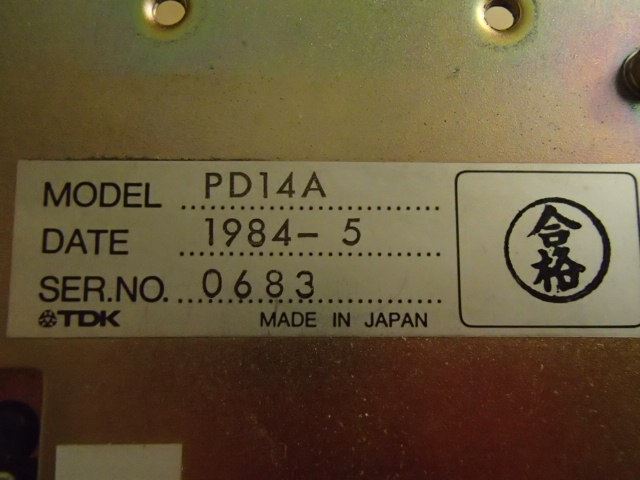 MODEL PD14A
DATE 1984-5
SER.NO. 0683
TDK MADE IN JAPAN
合格